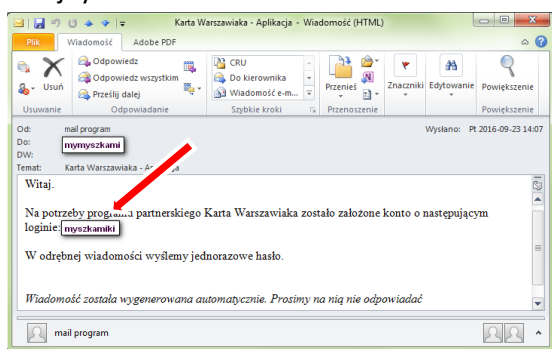 Karta Warszawiaka - Aplikacja - Wiadomość (HTML)
Plik Wiadomość Adobe PDF
Usuń
Odpowiedz
Odpowiedz wszystkim
Prześlij dalej
CRU
Do kierownika
Wiadomość e-m...
Przenieś
Znaczniki Edytowanie Powiększenie
Usuwanie Odpowiadanie Szybkie kroki Przenoszenie Powiększenie
Od: mail program Wysłano: Pt 2016-09-23 14:07
Do: mymyszkami
DW:
Temat: Karta Warszawiaka -
Witaj.
Na potrzeby partnerskiego Karta Warszawiaka zostało założone konto o następującym
loginie: myszkamiki
W odrębnej wiadomości wyślemy jednorazowe hasło.
Wiadomość została wygenerowana automatycznie. Prosimy na nią nie odpowiadać
mail program